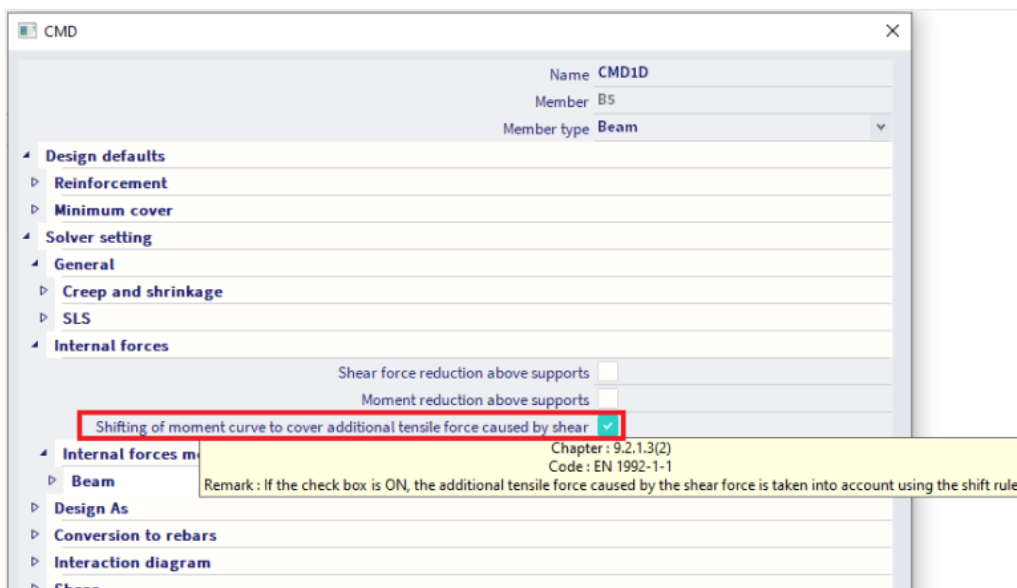 CMD
Name CMD1D
Member B5
Member type Beam
Design defaults
Reinforcement
Minimum cover
Solver setting
General
Creep and shrinkage
SLS
Internal forces
Shear force reduction above supports
Moment reduction above supports
Shifting of moment curve to cover additional tensile force caused by shear
Chapter : 9.2.1.3(2)
Internal forces m
Code : EN 1992-1-1
Beam
Remark : If the check box is ON, the additional tensile force caused by the shear force is taken into account using the shift rule
Design As
Conversion to rebars
Interaction diagram